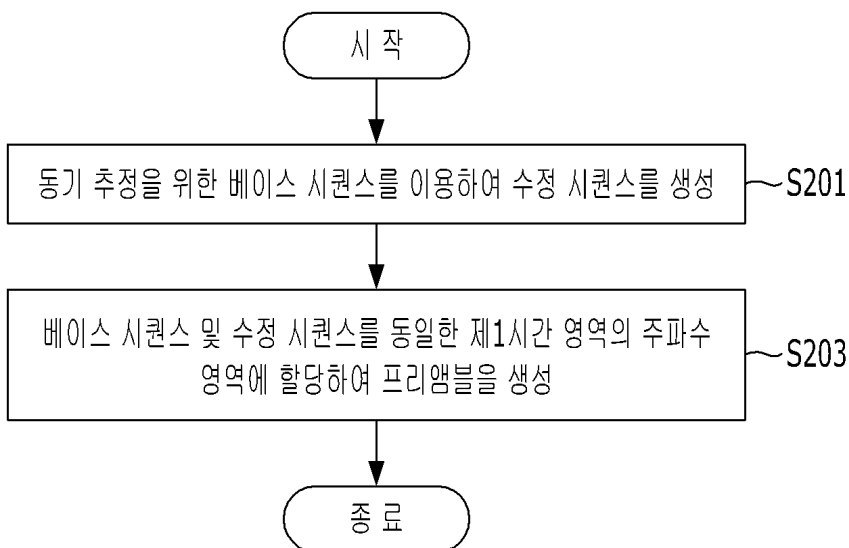 시 작
동기 추정을 위한 베이스 시퀀스를 이용하여 수정 시퀀스를 생성
S201
베이스 시퀀스 및 수정 시퀀스를 동일한 제1시간 영역의 주파수
영역에 할당하여 프리앰블을 생성
S203
종 료